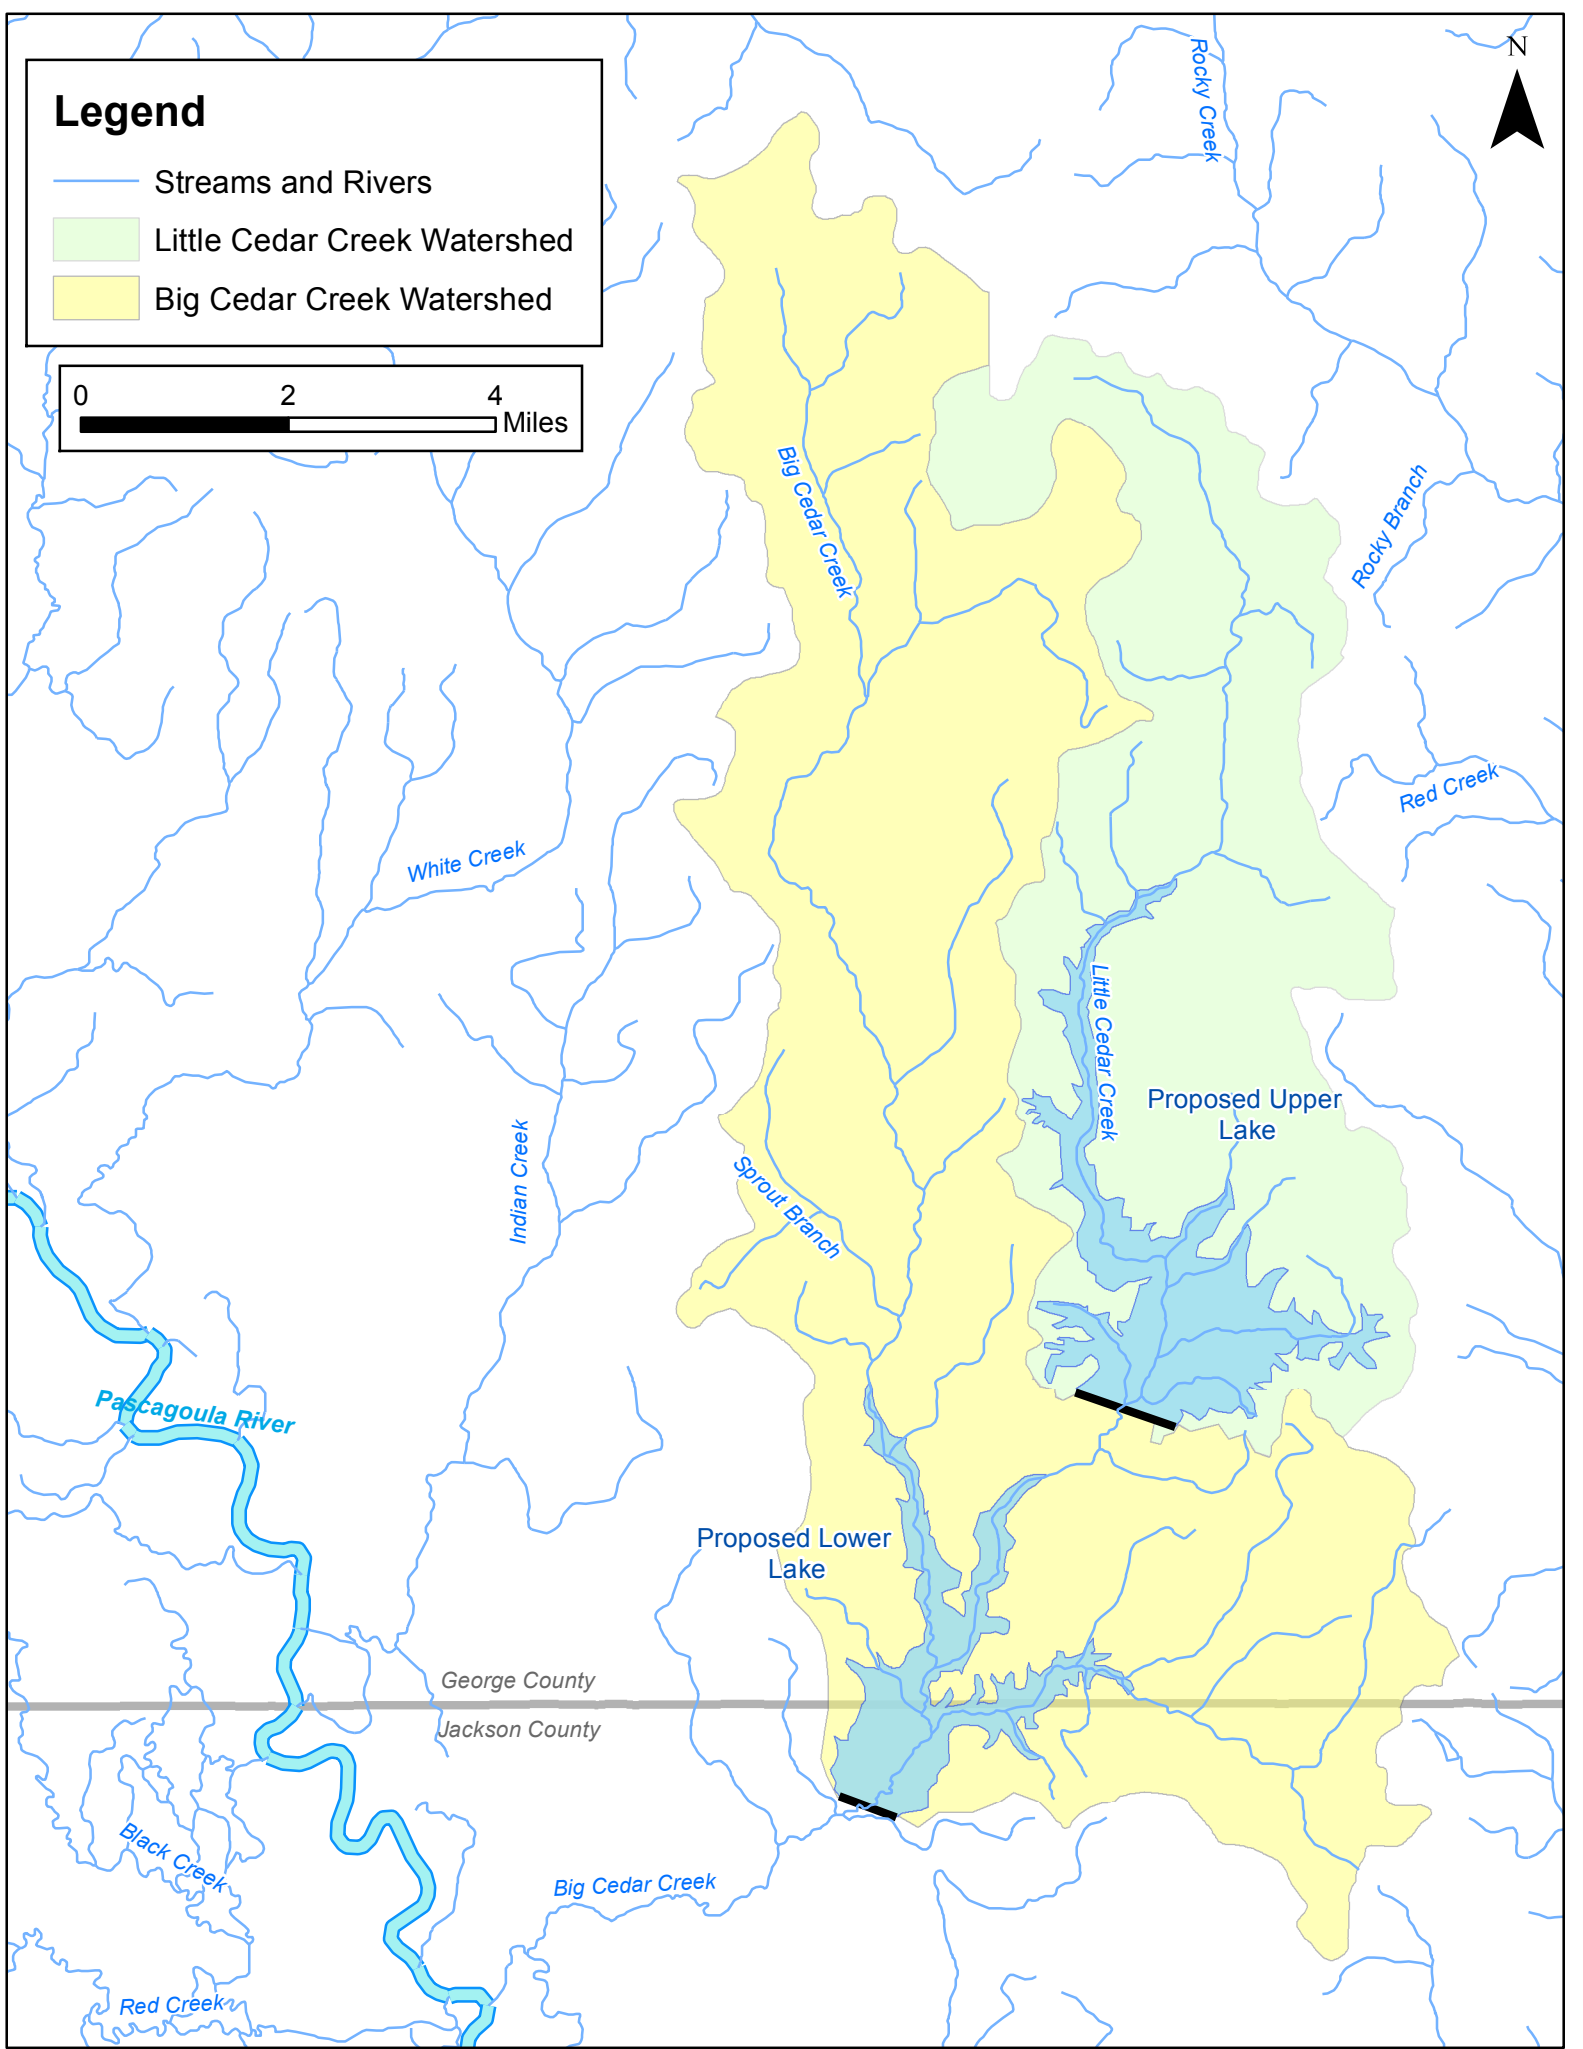 N
Legend
Streams and Rivers
Little Cedar Creek Watershed
Big Cedar Creek Watershed
0 2 4
Miles
Rocky Creek
Big Cedar Creek
Rocky Branch
Red Creek
White Creek
Little Cedar Creek
Proposed Upper
Lake
Indian Creek
Sprout Branch
Pascagoula River
Proposed Lower
Lake
George County
Jackson County
Black Creek
Big Cedar Creek
Red Creek